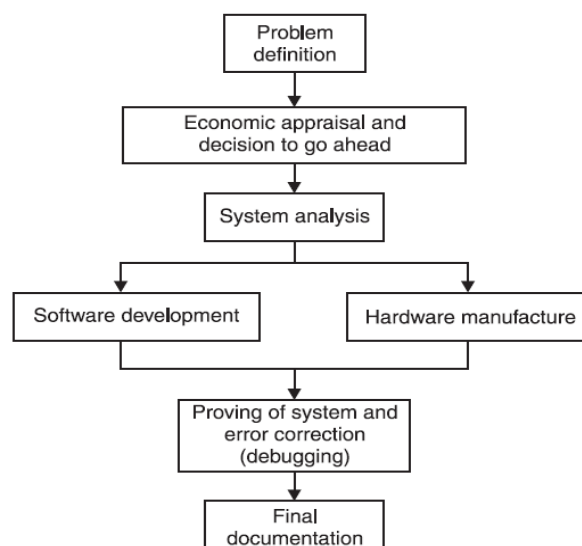 Problem
definition
Economic appraisal and
decision to go ahead
System analysis
Software development
Hardware manufacture
Proving of system and
error correction
(debugging)
Final
documentation